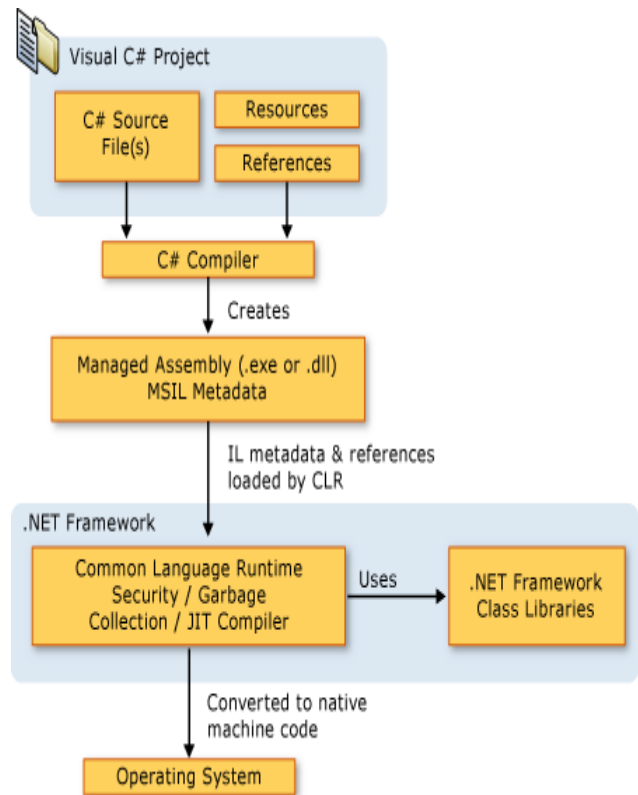 Visual C# Project
C# Source
File(s)
Resources
References
C# Compiler
Creates
Managed Assembly (.exe or .dll)
MSIL Metadata
IL metadata & references
loaded by CLR
.NET Framework
Common Language Runtime
Security / Garbage
Collection / JIT Compiler
Uses
.NET Framework
Class Libraries
Converted to native
machine code
Operating System